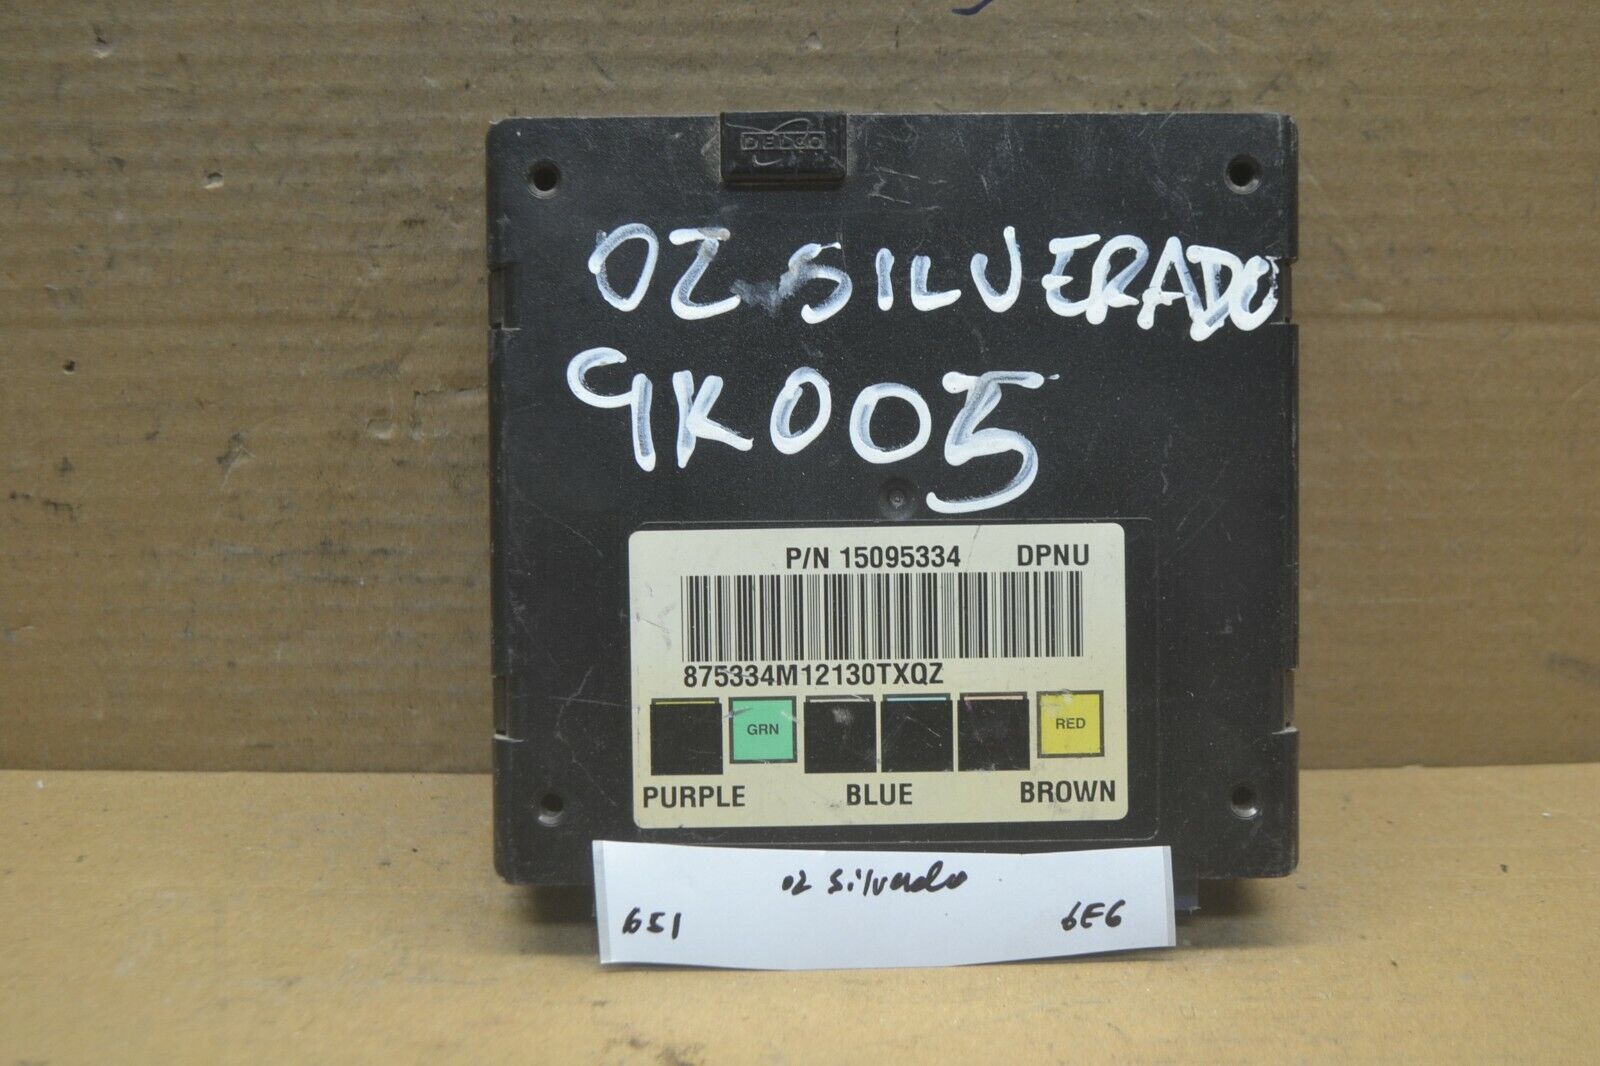 DELCO
02 SILVERADO
9K005
P/N 15095334 DPNU
875334M12130TXQZ
GRN RED
PURPLE BLUE BROWN
02 Silverado
651 6E6